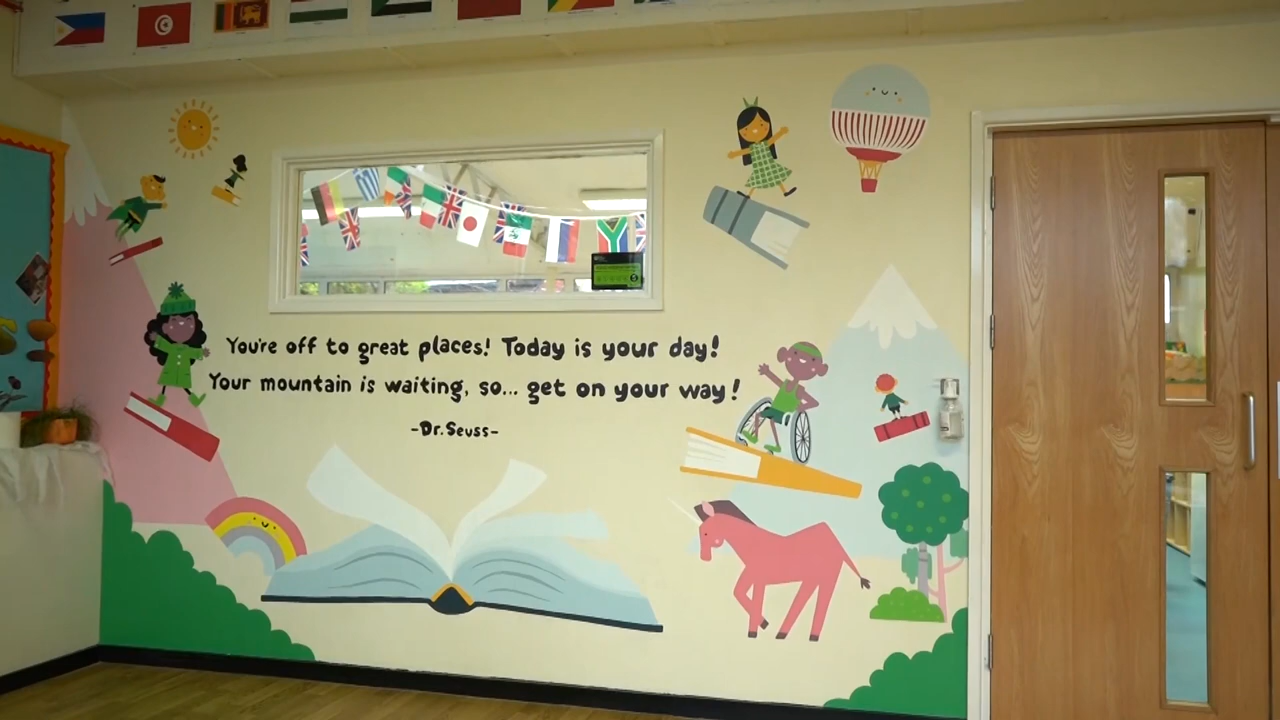 You're off to great places! Today is your day!
Your mountain is waiting, so... get on your way!
-Dr. Seuss-